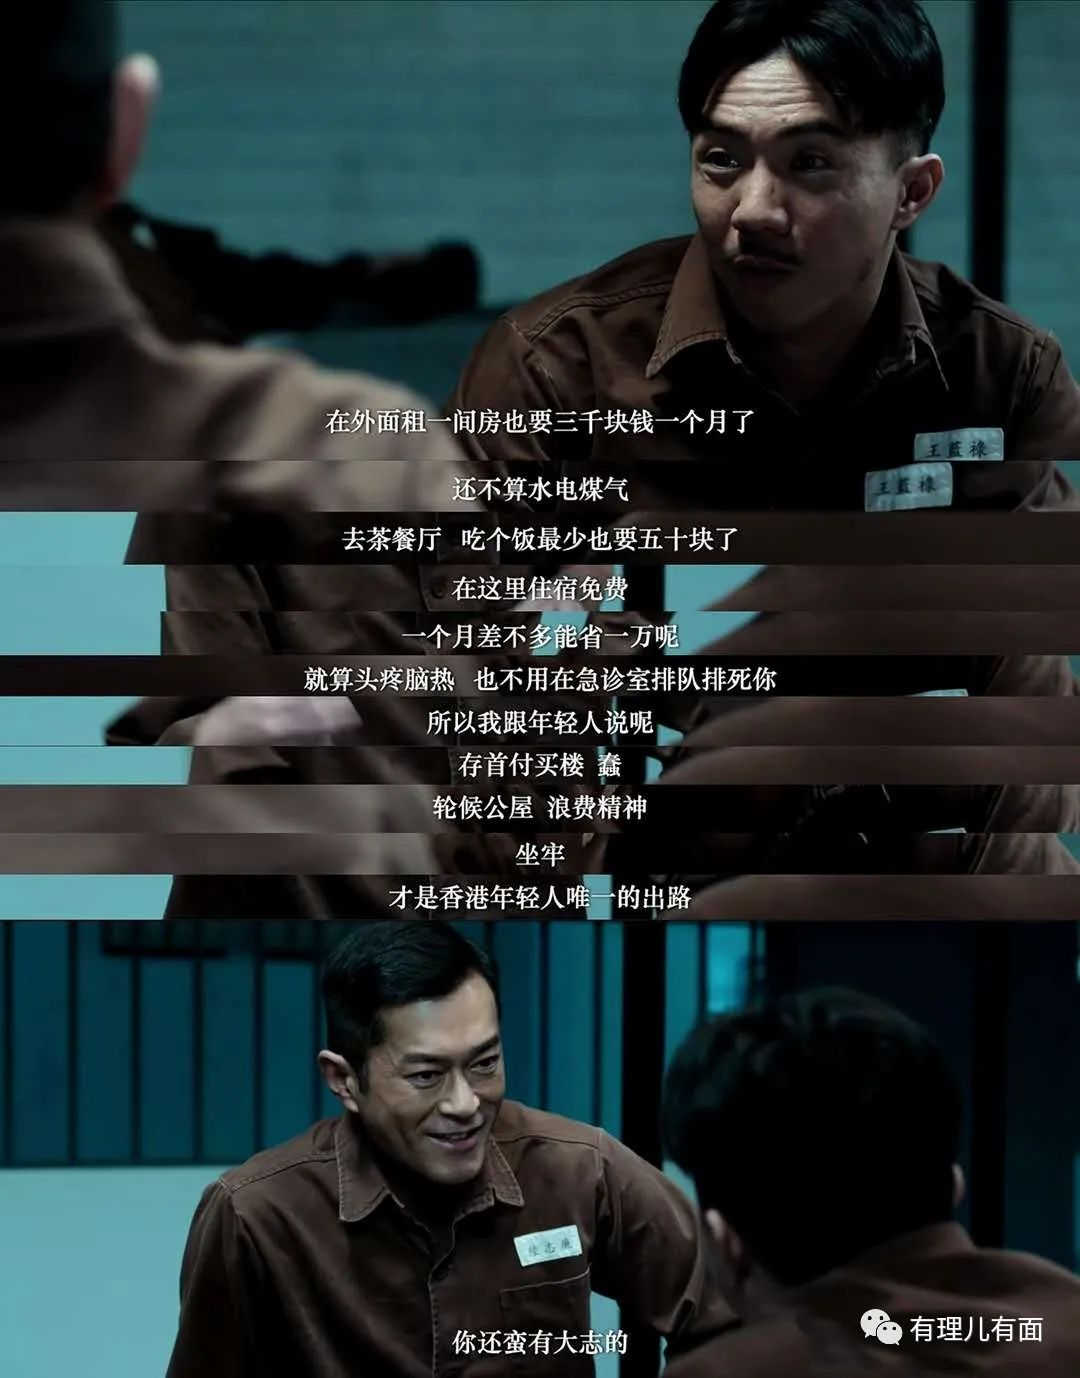 在外面租一间房也要三千块钱一个月了
王藍祿
还不算水电煤气
王藍祿
去茶餐厅 吃个饭最少也要五十块了
在这里住宿免费
一个月差不多能省一万呢
就算头疼脑热 也不用在急诊室排队排死你
所以我跟年轻人说呢
存首付买楼 蠢
轮候公屋 浪费精神
坐牢
才是香港年轻人唯一的出路
你还蛮有大志的
有理儿有面